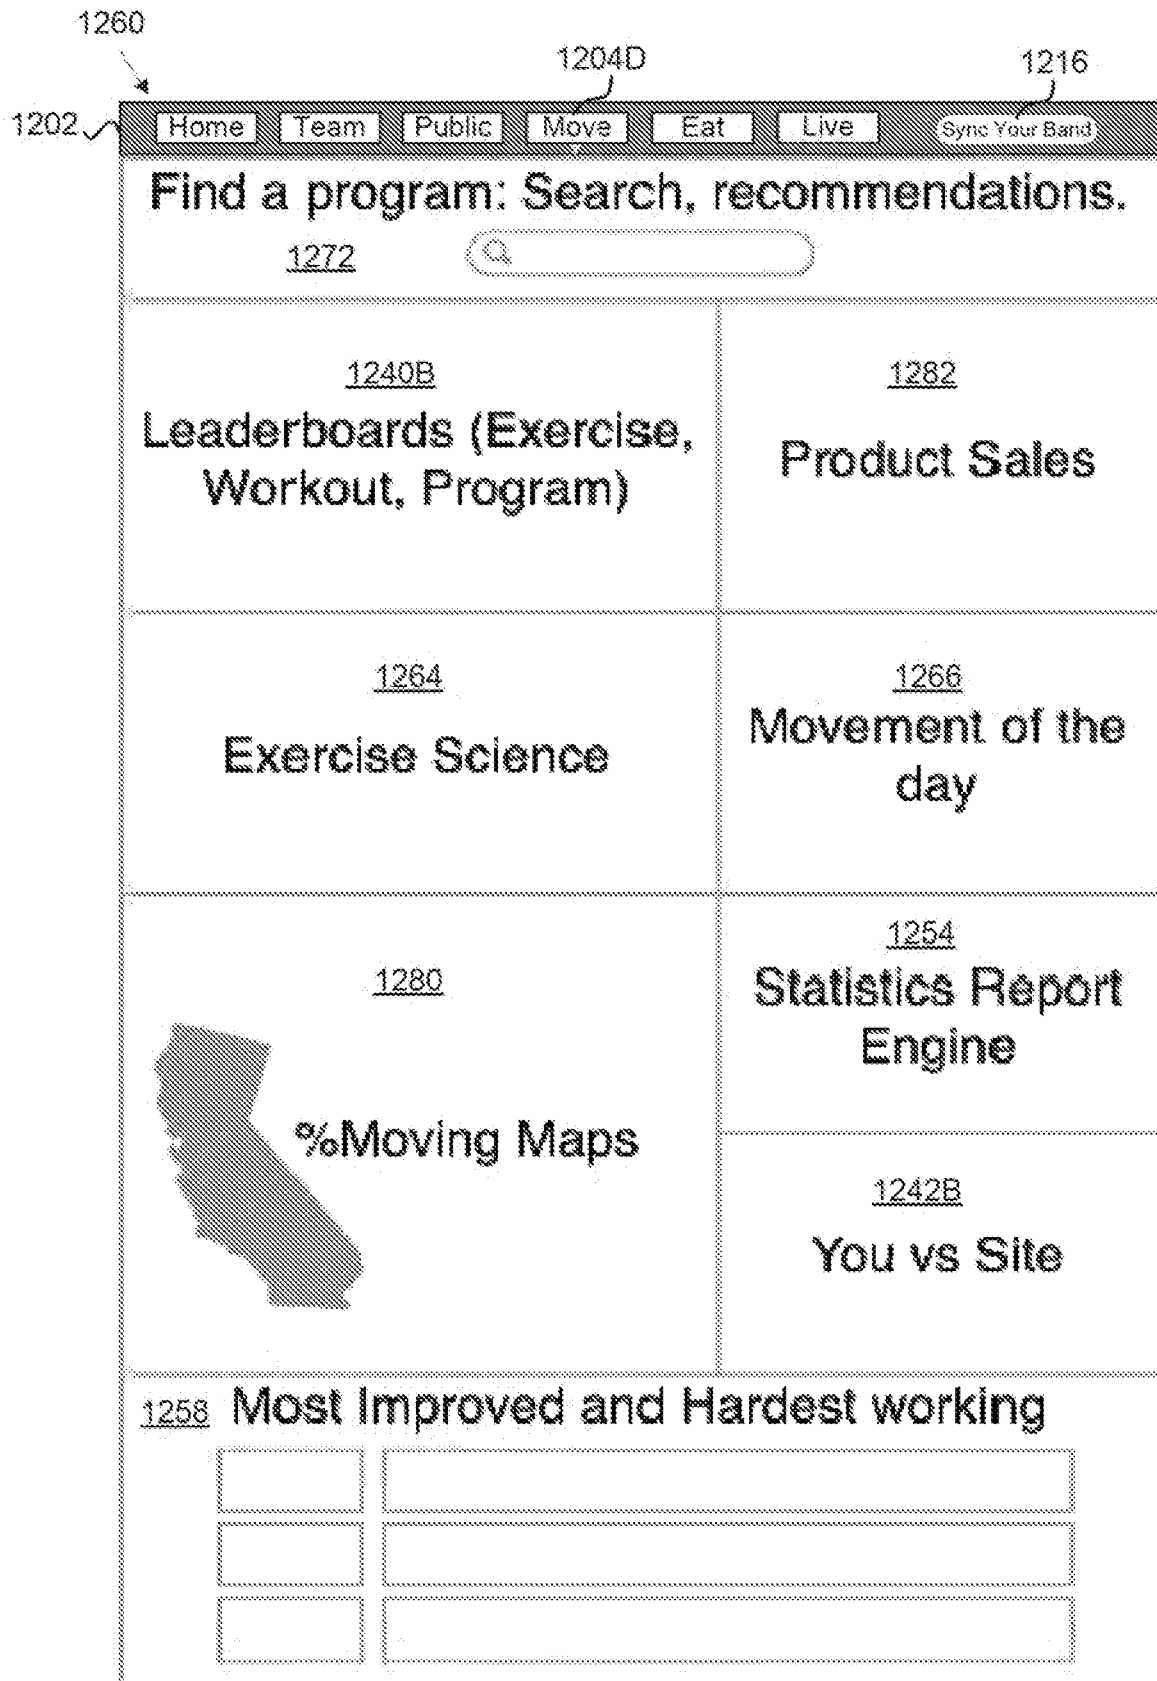 1260
1204D
1216
1202
Home Team Public Move Eat Live Sync Your Band
Find a program: Search, recommendations.
1272
1240B
Leaderboards (Exercise,
Workout, Program)
1282
Product Sales
1264
Exercise Science
1266
Movement of the
day
1280
%Moving Maps
1254
Statistics Report
Engine
1242B
You vs Site
1258 Most Improved and Hardest working